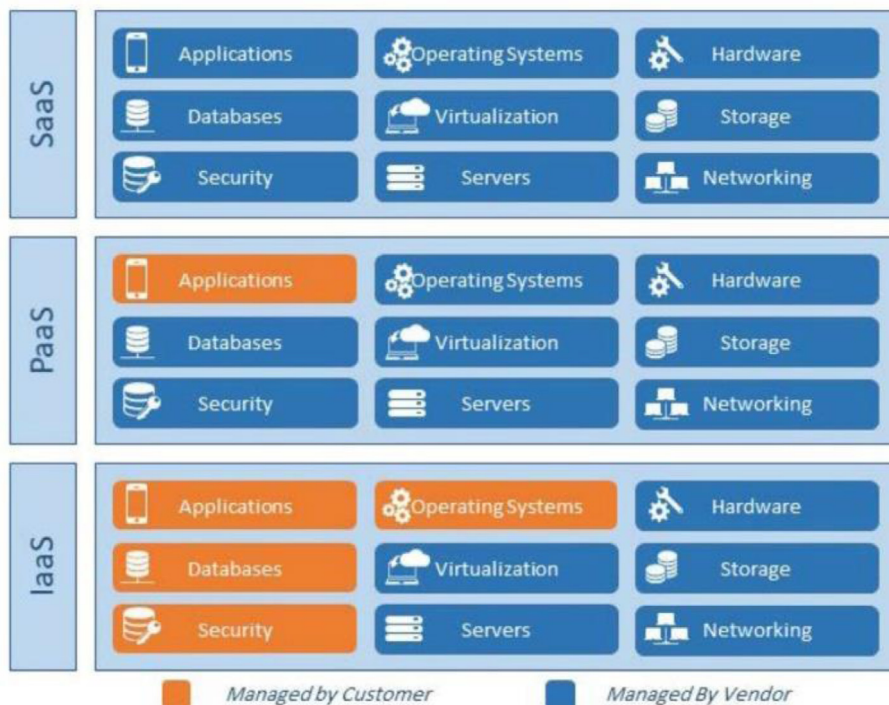 SaaS
Applications
Operating Systems
Hardware
Databases
Virtualization
Storage
Security
Servers
Networking
PaaS
Applications
Operating Systems
Hardware
Databases
Virtualization
Storage
Security
Servers
Networking
IaaS
Applications
Operating Systems
Hardware
Databases
Virtualization
Storage
Security
Servers
Networking
Managed by Customer
Managed By Vendor